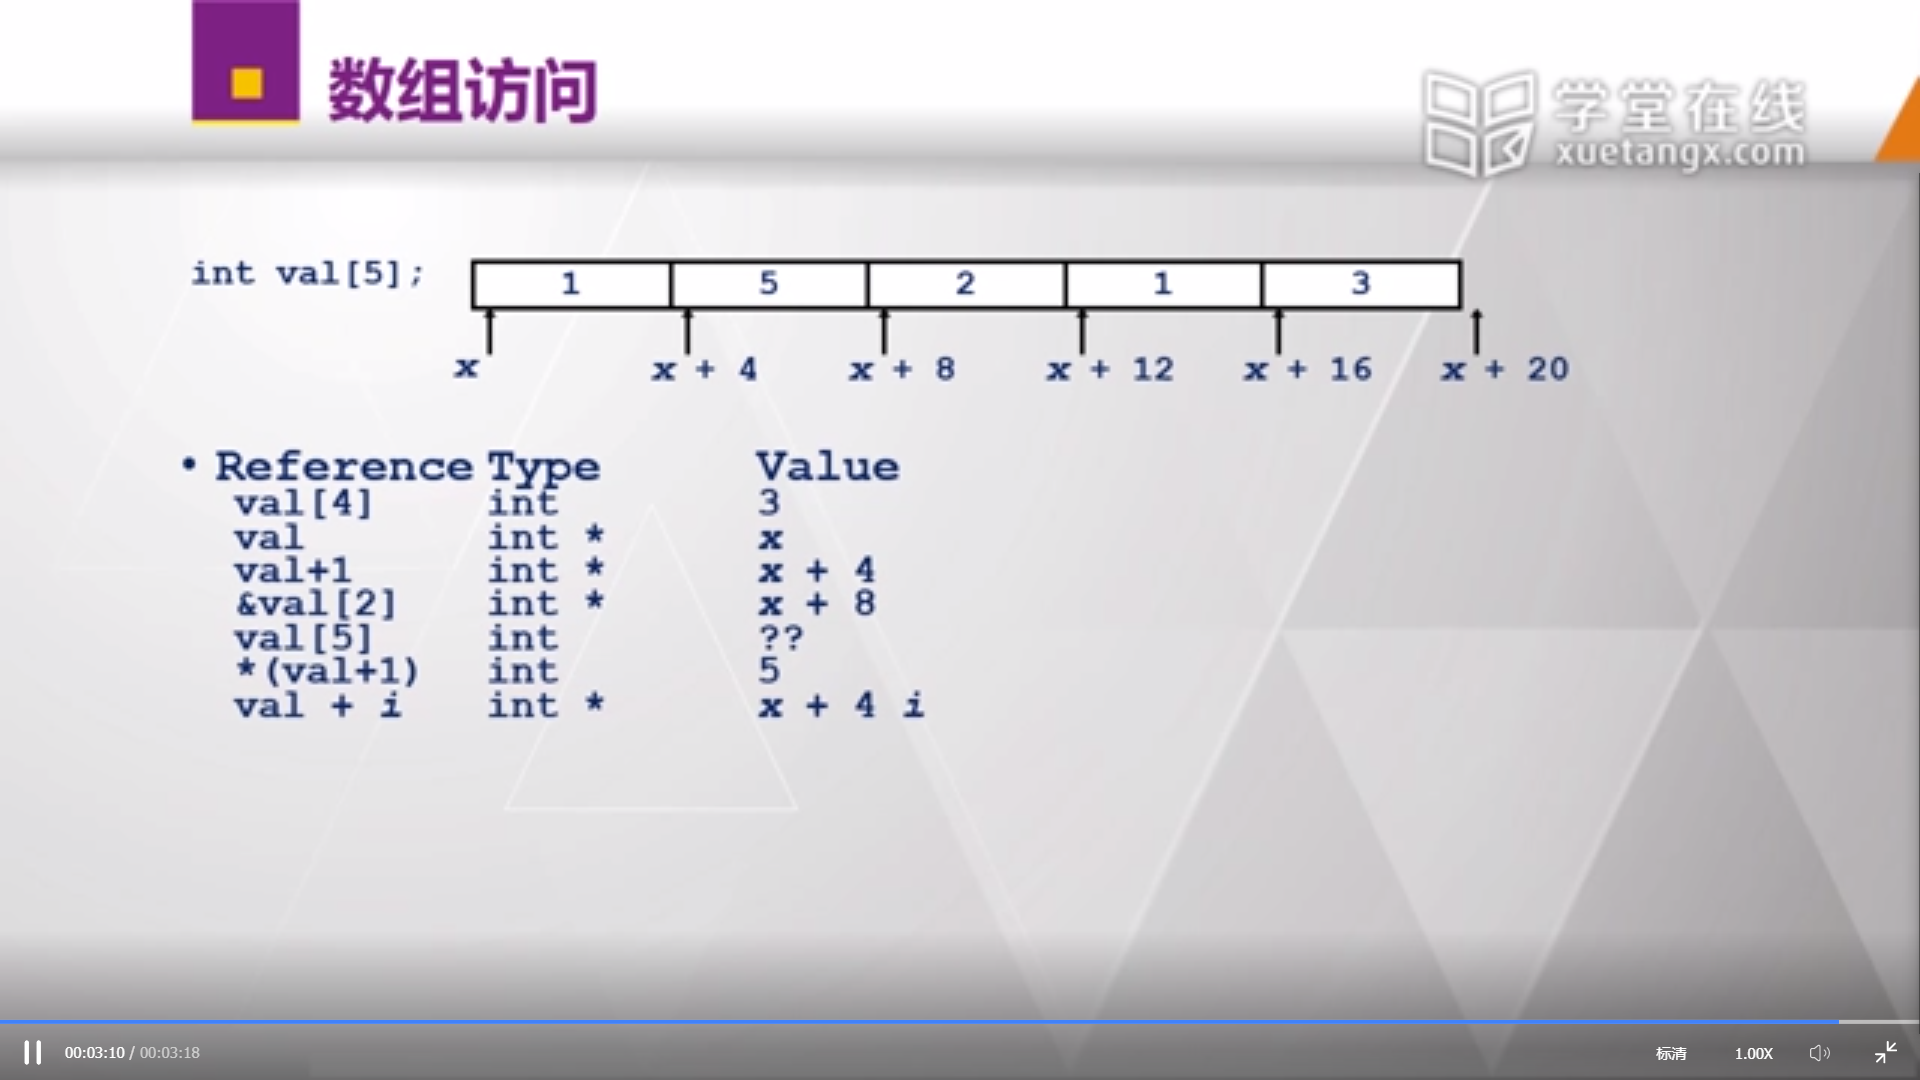 数组访问
学堂在线
xuetangx.com
int val[5];
1 5 2 1 3
x x + 4 x + 8 x + 12 x + 16 x + 20
• Reference Type Value
val[4] int 3
val int * x
val+1 int * x + 4
&val[2] int * x + 8
val[5] int ??
*(val+1) int 5
val + i int * x + 4 i
00:03:10 / 00:03:18 标清 1.00X